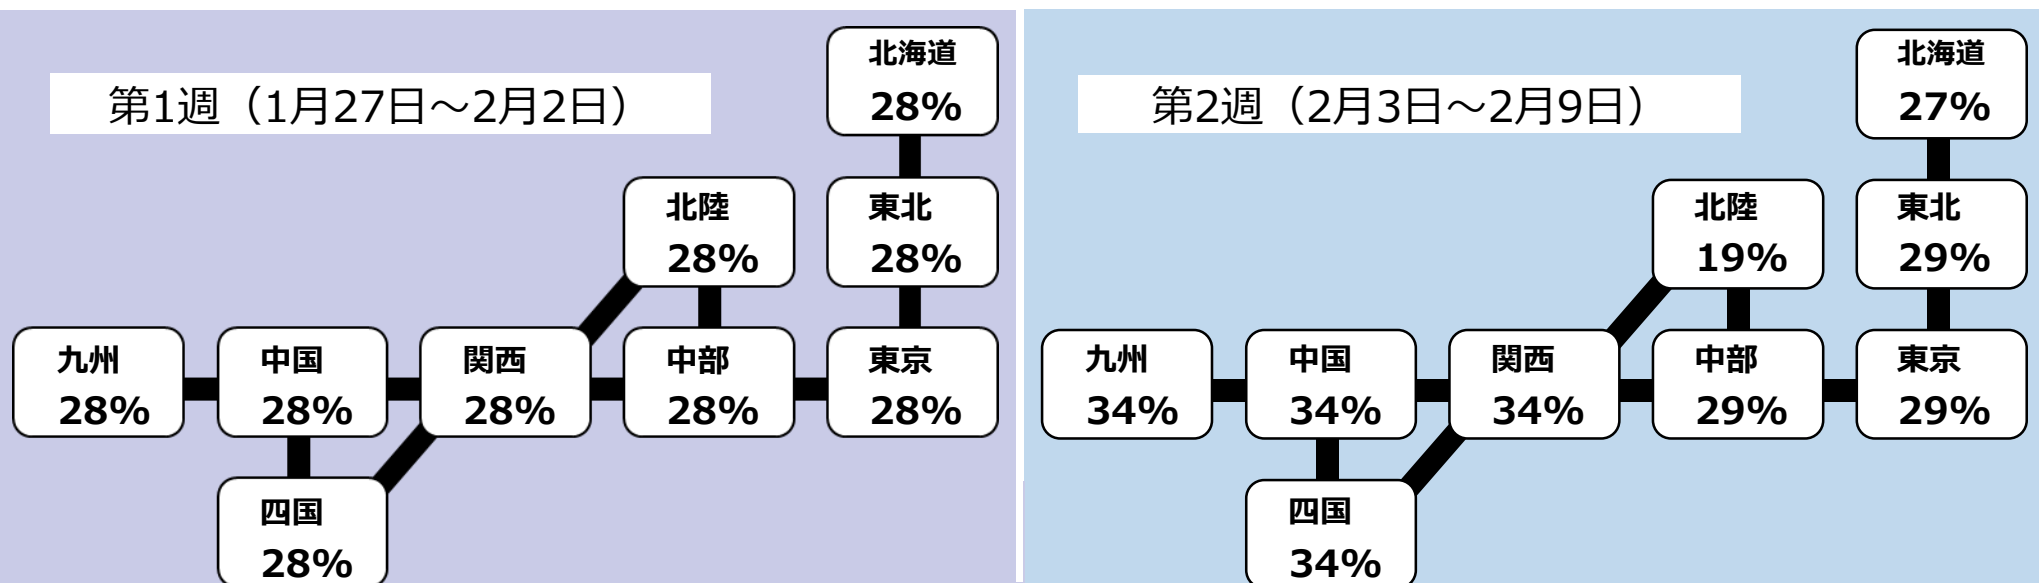 第1週（1月27日～2月2日）
北海道
28%
北陸
28%
東北
28%
九州
28%
中国
28%
関西
28%
中部
28%
東京
28%
四国
28%
第2週（2月3日～2月9日）
北海道
27%
北陸
19%
東北
29%
九州
34%
中国
34%
関西
34%
中部
29%
東京
29%
四国
34%